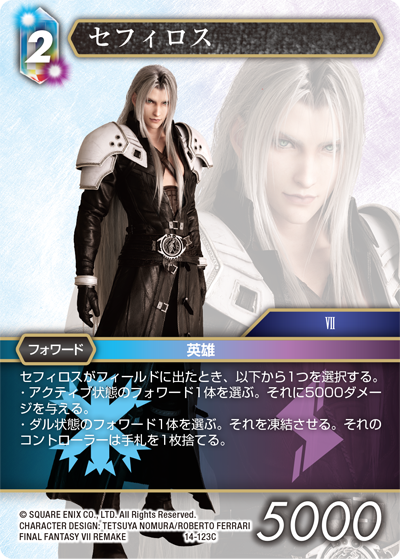 2
セフィロス
VII
フォワード
英雄
セフィロスがフィールドに出たとき、以下から1つを選択する。
・アクティブ状態のフォワード1体を選ぶ。それに5000ダメー
ジを与える。
・ダル状態のフォワード1体を選ぶ。それを凍結させる。それの
コントローラーは手札を1枚捨てる。
© SQUARE ENIX CO., LTD. All Rights Reserved.
CHARACTER DESIGN: TETSUYA NOMURA/ROBERTO FERRARI
FINAL FANTASY VII REMAKE
14-123C
5000